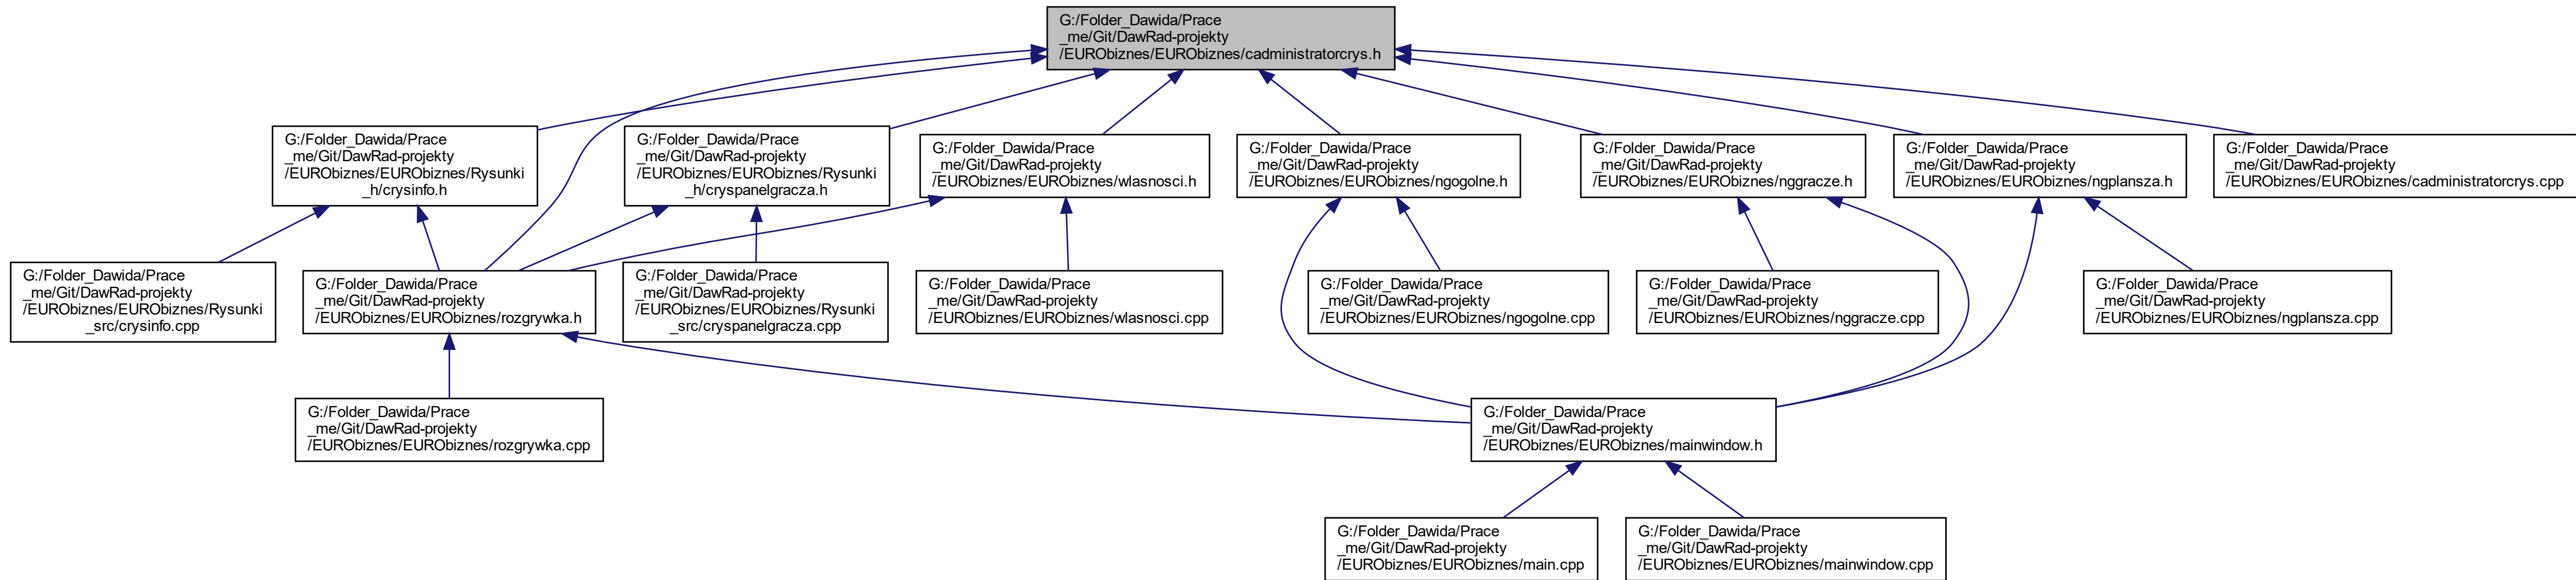 G:/Folder_Dawida/Prace
_me/Git/DawRad-projekty
/EURObiznes/EURObiznes/cadministratorcrys.h
G:/Folder_Dawida/Prace
_me/Git/DawRad-projekty
/EURObiznes/EURObiznes/Rysunki
_h/crysinfo.h
G:/Folder_Dawida/Prace
_me/Git/DawRad-projekty
/EURObiznes/EURObiznes/Rysunki
_h/cryspanelgracza.h
G:/Folder_Dawida/Prace
_me/Git/DawRad-projekty
/EURObiznes/EURObiznes/wlasnosci.h
G:/Folder_Dawida/Prace
_me/Git/DawRad-projekty
/EURObiznes/EURObiznes/ngogolne.h
G:/Folder_Dawida/Prace
_me/Git/DawRad-projekty
/EURObiznes/EURObiznes/nggracze.h
G:/Folder_Dawida/Prace
_me/Git/DawRad-projekty
/EURObiznes/EURObiznes/ngplansza.h
G:/Folder_Dawida/Prace
_me/Git/DawRad-projekty
/EURObiznes/EURObiznes/cadministratorcrys.cpp
G:/Folder_Dawida/Prace
_me/Git/DawRad-projekty
/EURObiznes/EURObiznes/Rysunki
_src/crysinfo.cpp
G:/Folder_Dawida/Prace
_me/Git/DawRad-projekty
/EURObiznes/EURObiznes/rozgrywka.h
G:/Folder_Dawida/Prace
_me/Git/DawRad-projekty
/EURObiznes/EURObiznes/Rysunki
_src/cryspanelgracza.cpp
G:/Folder_Dawida/Prace
_me/Git/DawRad-projekty
/EURObiznes/EURObiznes/wlasnosci.cpp
G:/Folder_Dawida/Prace
_me/Git/DawRad-projekty
/EURObiznes/EURObiznes/ngogolne.cpp
G:/Folder_Dawida/Prace
_me/Git/DawRad-projekty
/EURObiznes/EURObiznes/nggracze.cpp
G:/Folder_Dawida/Prace
_me/Git/DawRad-projekty
/EURObiznes/EURObiznes/ngplansza.cpp
G:/Folder_Dawida/Prace
_me/Git/DawRad-projekty
/EURObiznes/EURObiznes/rozgrywka.cpp
G:/Folder_Dawida/Prace
_me/Git/DawRad-projekty
/EURObiznes/EURObiznes/mainwindow.h
G:/Folder_Dawida/Prace
_me/Git/DawRad-projekty
/EURObiznes/EURObiznes/main.cpp
G:/Folder_Dawida/Prace
_me/Git/DawRad-projekty
/EURObiznes/EURObiznes/mainwindow.cpp